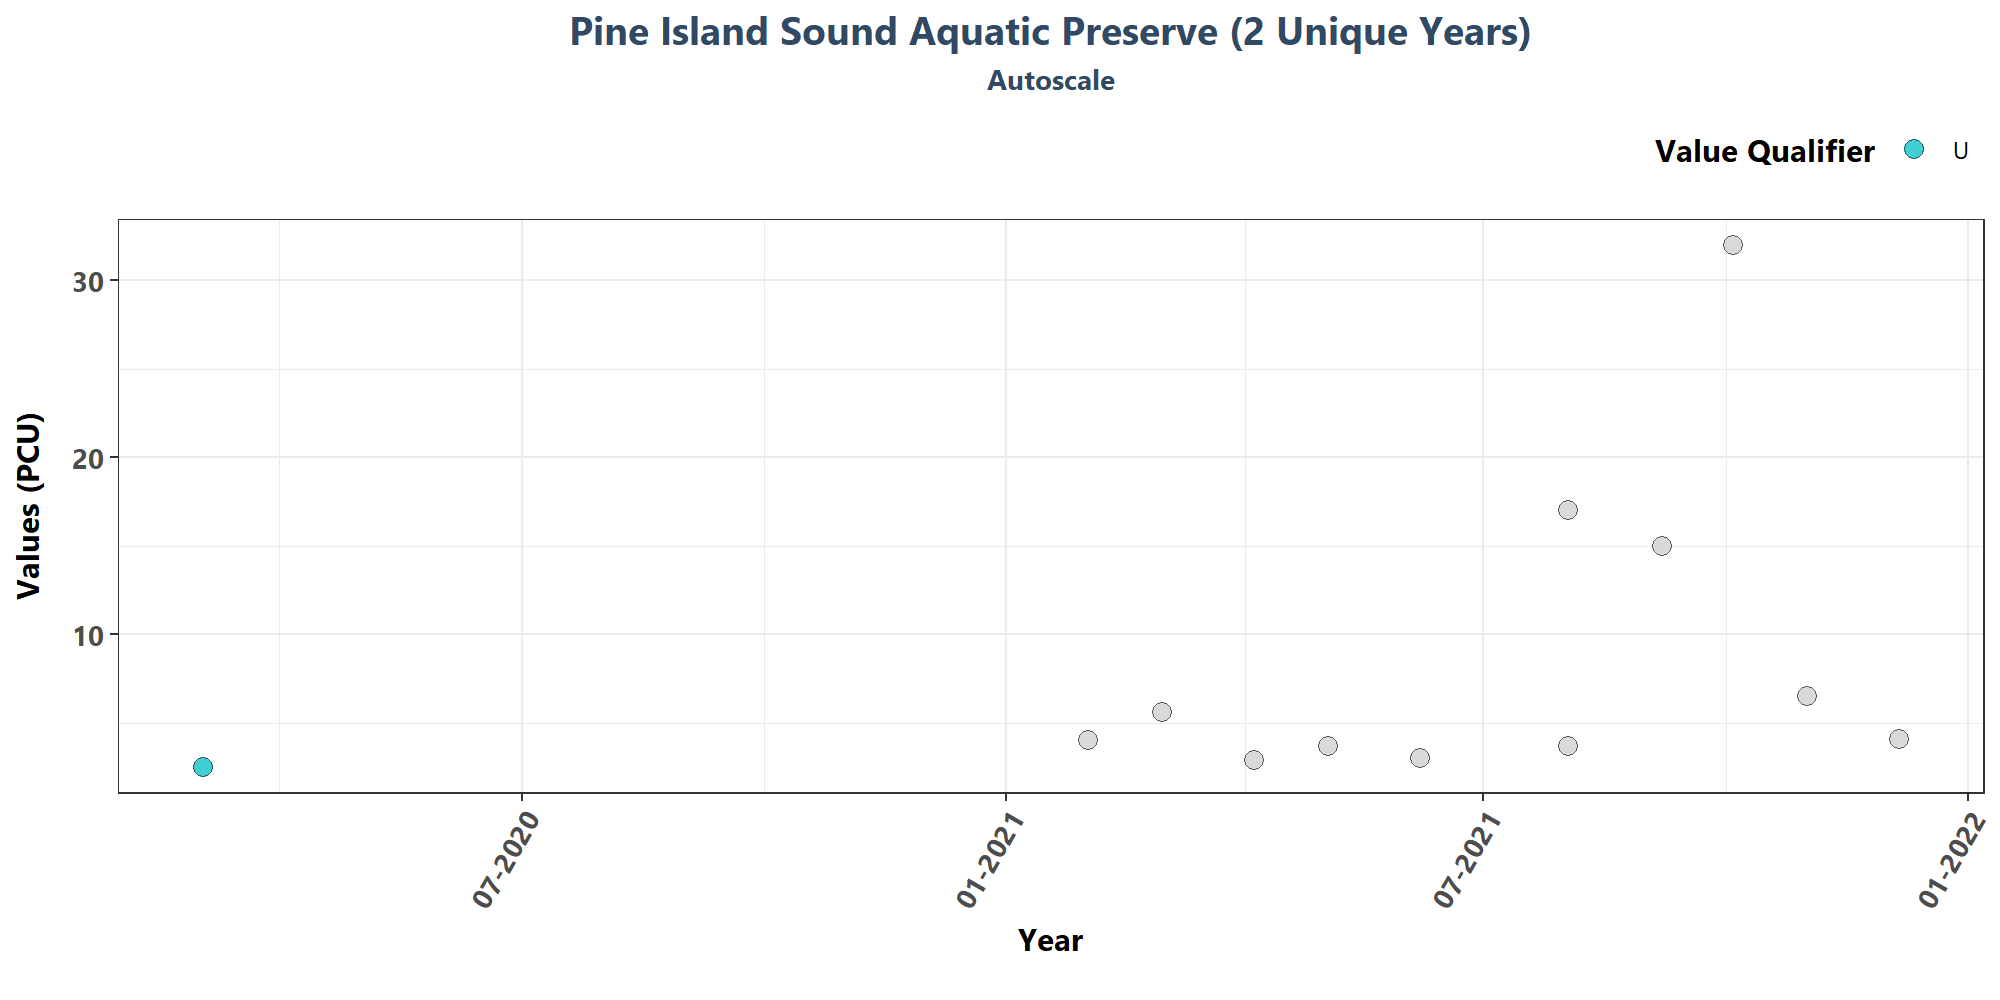 Pine Island Sound Aquatic Preserve (2 Unique Years)
Autoscale
Value Qualifier U
Values (PCU)
30
20
10
07-2020
01-2021
07-2021
01-2022
Year